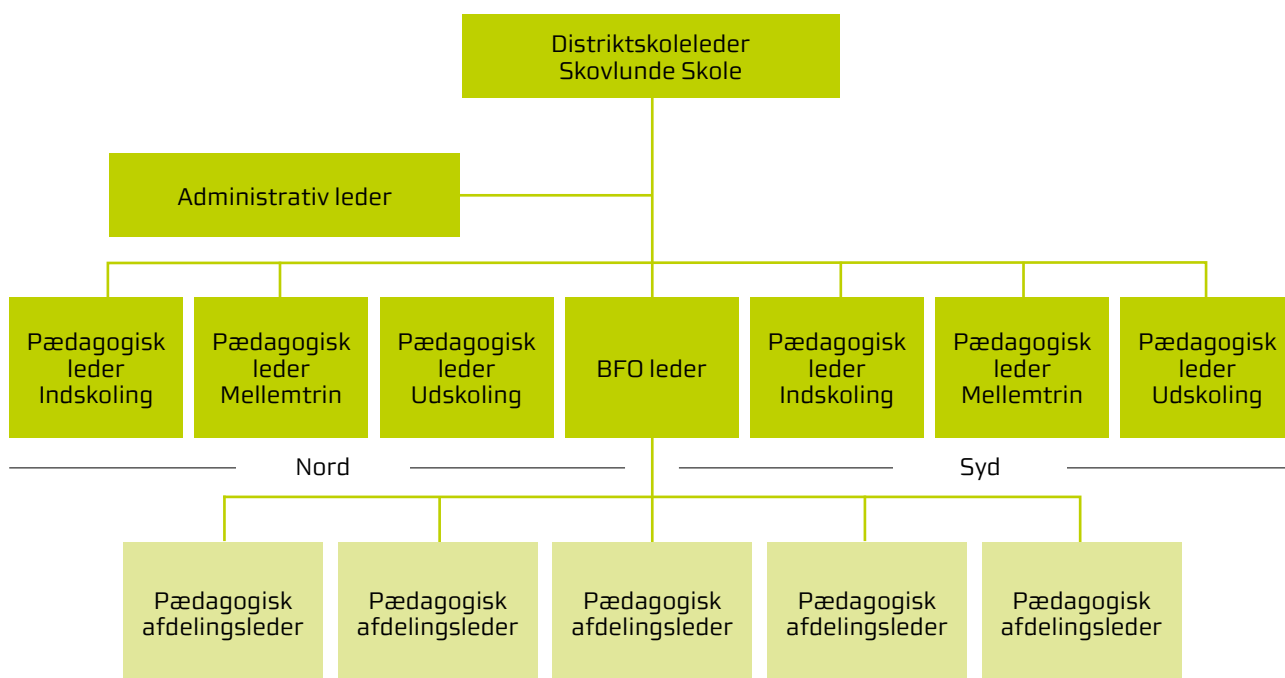 Distriktskoleleder
Skovlunde Skole
Administrativ leder
Pædagogisk
leder
Indskoling
Pædagogisk
leder
Mellemtrin
Pædagogisk
leder
Udskoling
BFO leder
Pædagogisk
leder
Indskoling
Pædagogisk
leder
Mellemtrin
Pædagogisk
leder
Udskoling
Nord
Syd
Pædagogisk
afdelingsleder
Pædagogisk
afdelingsleder
Pædagogisk
afdelingsleder
Pædagogisk
afdelingsleder
Pædagogisk
afdelingsleder